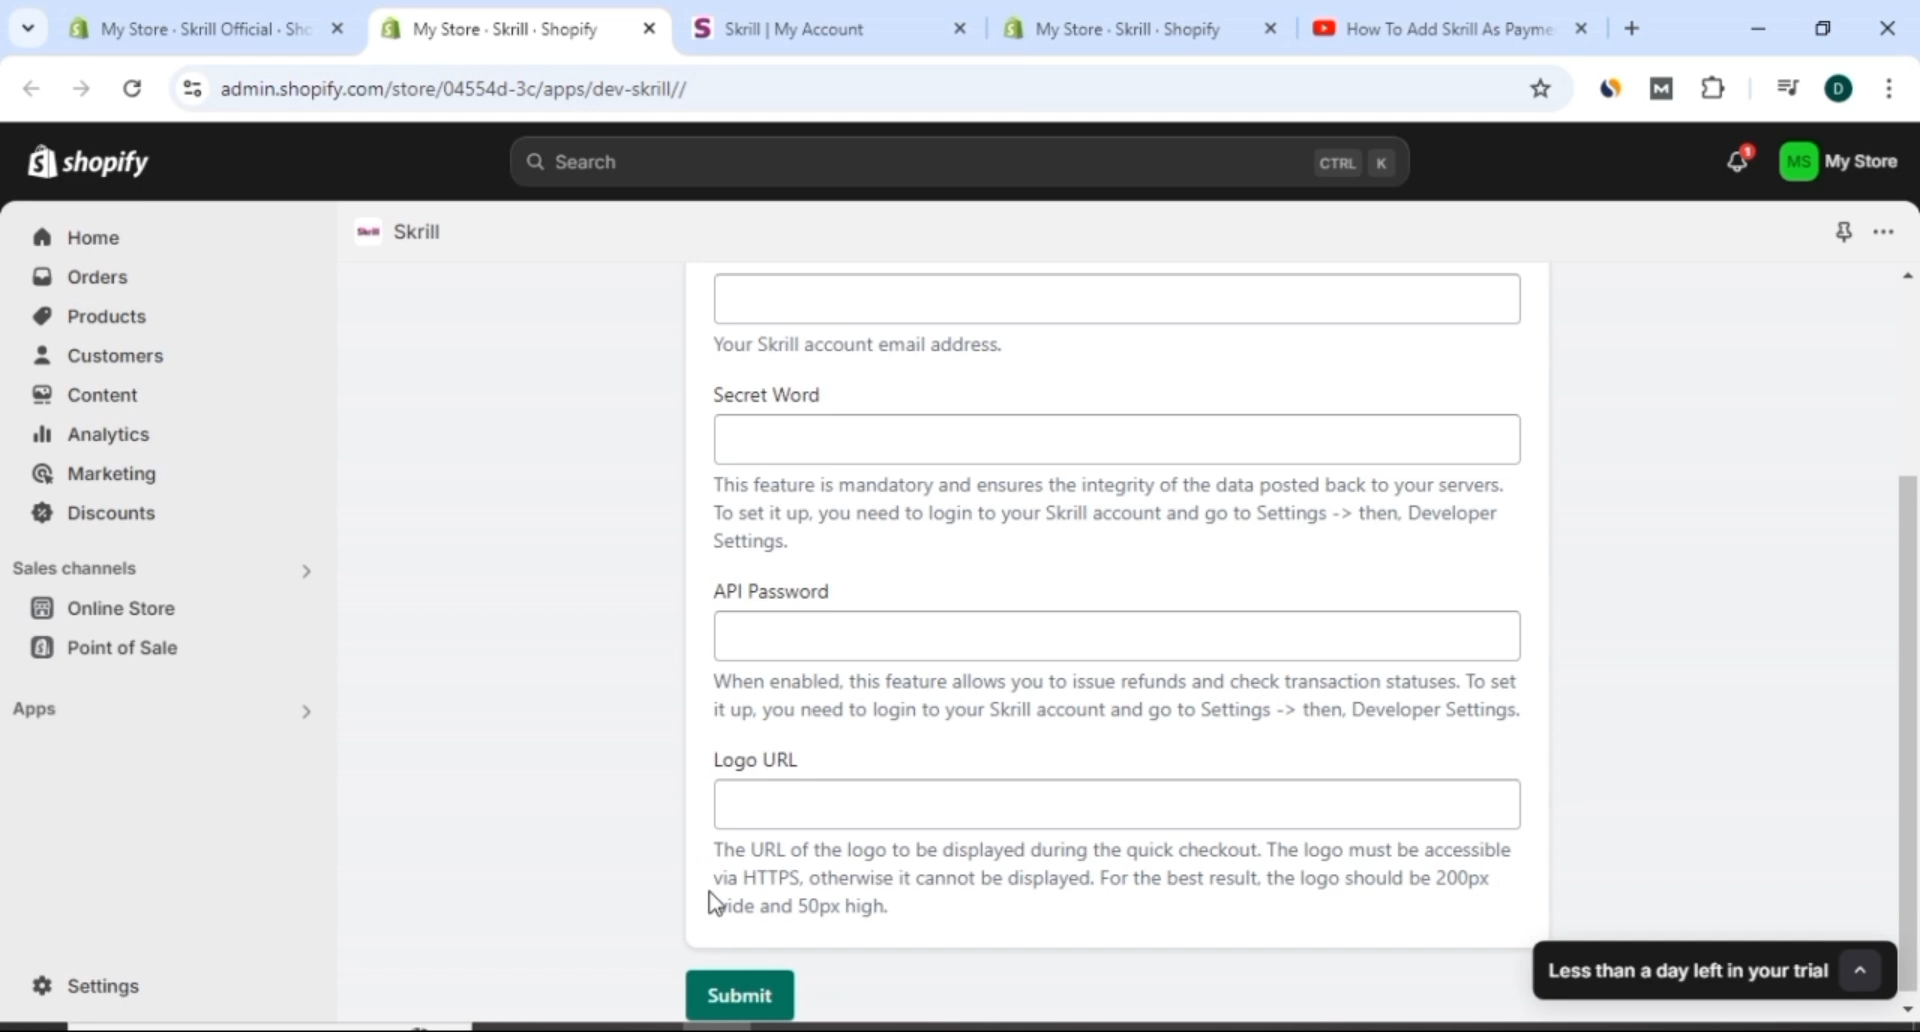 My Store · Skrill Official · Sho
My Store · Skrill · Shopify
Skrill | My Account
My Store · Skrill · Shopify
How To Add Skrill As Payme
admin.shopify.com/store/04554d-3c/apps/dev-skrill//
M
D
shopify
Search
CTRL K
1
MS
My Store
Home
Orders
Products
Customers
Content
Analytics
Marketing
Discounts
Sales channels
Online Store
Point of Sale
Apps
Settings
Skrill
Skrill
Your Skrill account email address.
Secret Word
This feature is mandatory and ensures the integrity of the data posted back to your servers.
To set it up, you need to login to your Skrill account and go to Settings -> then, Developer
Settings.
API Password
When enabled, this feature allows you to issue refunds and check transaction statuses. To set
it up, you need to login to your Skrill account and go to Settings -> then, Developer Settings.
Logo URL
The URL of the logo to be displayed during the quick checkout. The logo must be accessible
via HTTPS, otherwise it cannot be displayed. For the best result, the logo should be 200px
wide and 50px high.
Submit
Less than a day left in your trial